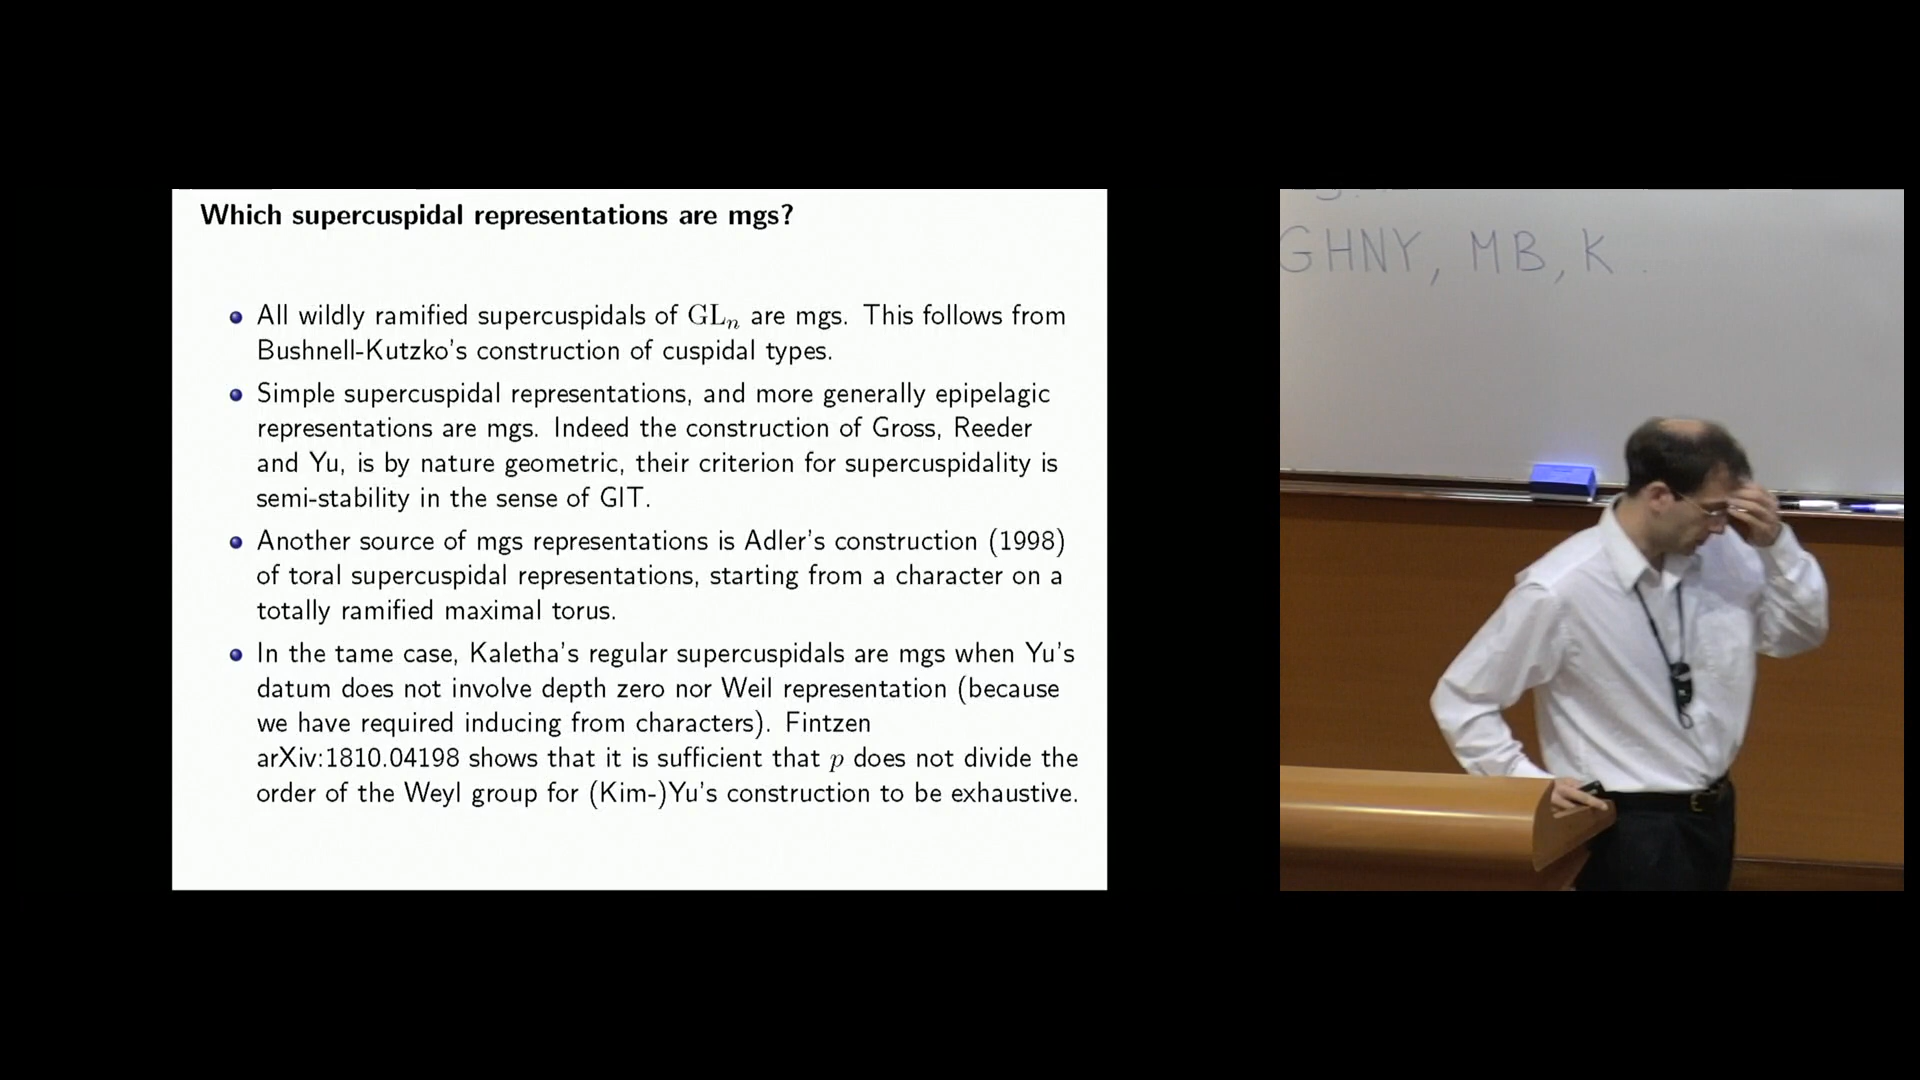 Which supercuspidal representations are mgs?
All wildly ramified supercuspidals of GLₙ are mgs. This follows from
Bushnell-Kutzko's construction of cuspidal types.
Simple supercuspidal representations, and more generally epipelagic
representations are mgs. Indeed the construction of Gross, Reeder
and Yu, is by nature geometric, their criterion for supercuspidality is
semi-stability in the sense of GIT.
Another source of mgs representations is Adler's construction (1998)
of toral supercuspidal representations, starting from a character on a
totally ramified maximal torus.
In the tame case, Kaletha's regular supercuspidals are mgs when Yu's
datum does not involve depth zero nor Weil representation (because
we have required inducing from characters). Fintzen
arXiv:1810.04198 shows that it is sufficient that p does not divide the
order of the Weyl group for (Kim-)Yu's construction to be exhaustive.
GHNY, MB, K.